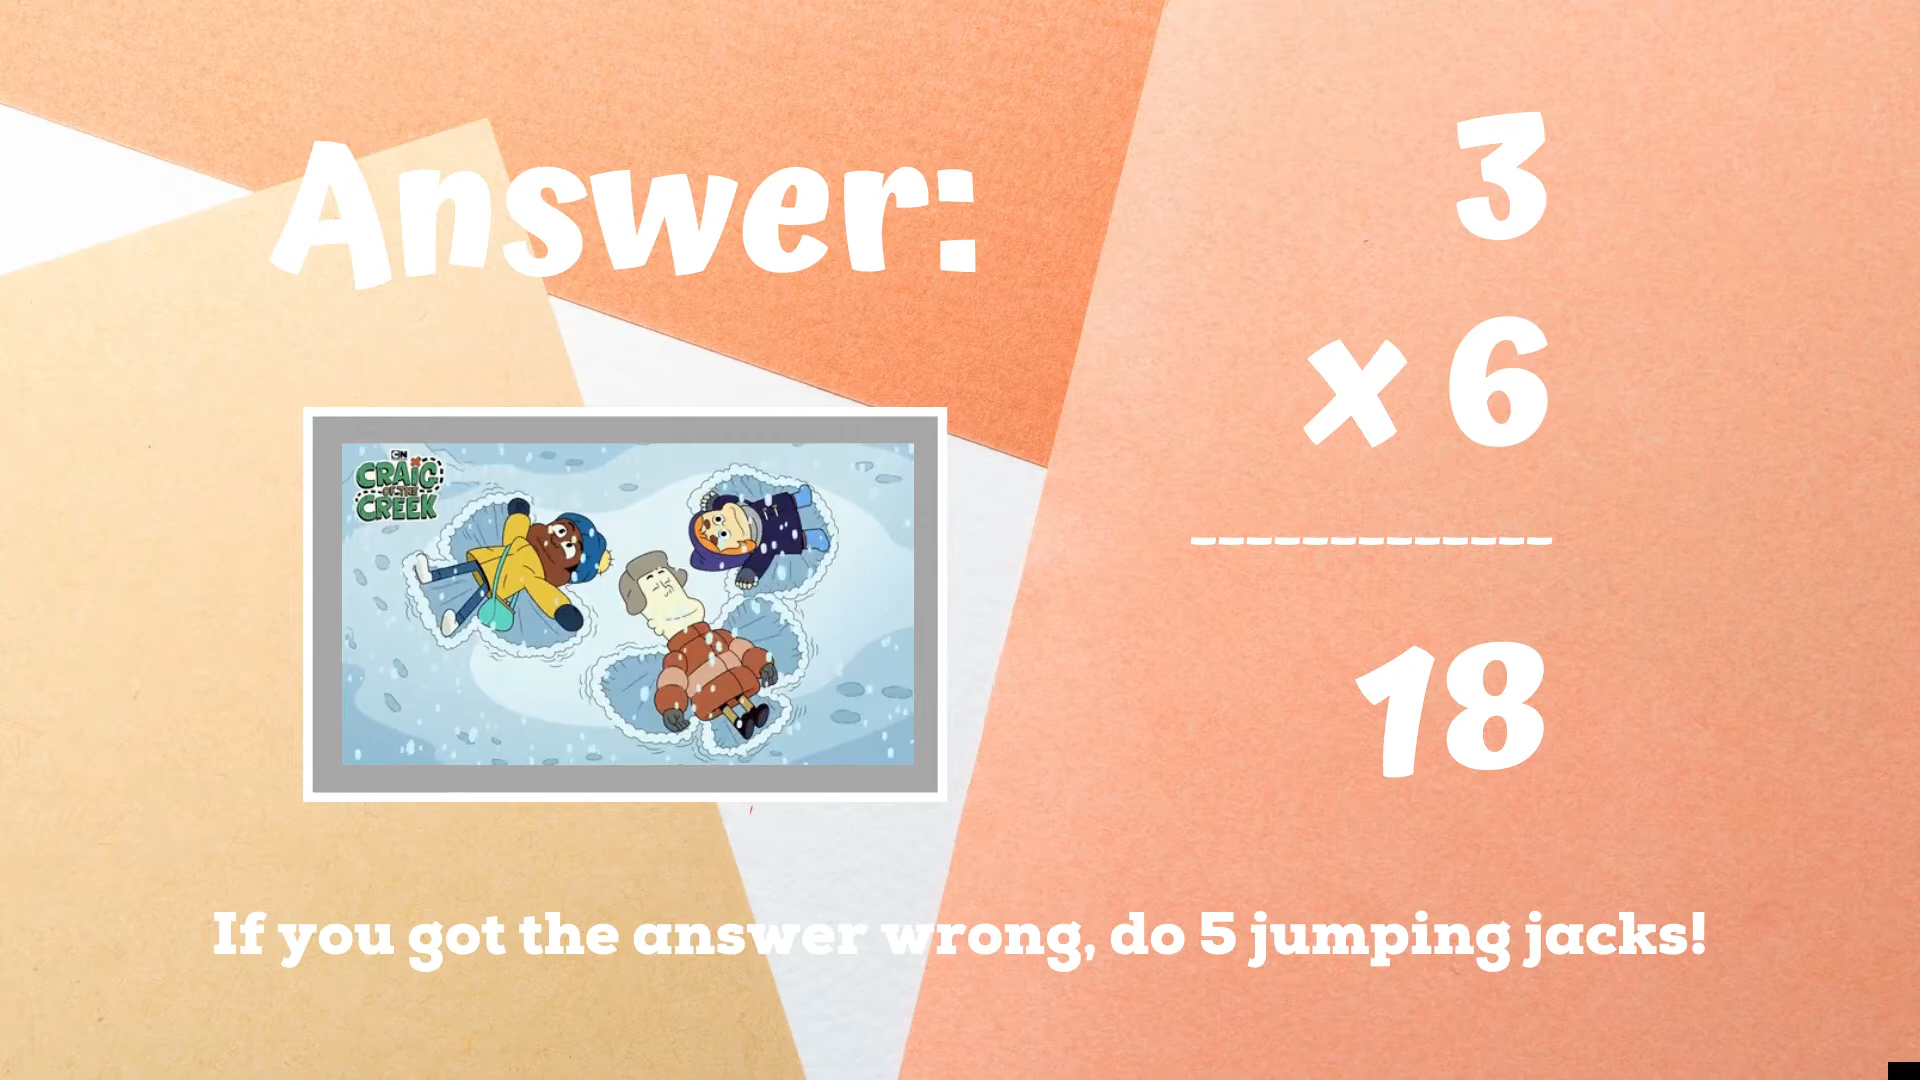 Answer:
3
x 6
_____________
18
CN
CRAIG
OF THE
CREEK
If you got the answer wrong, do 5 jumping jacks!